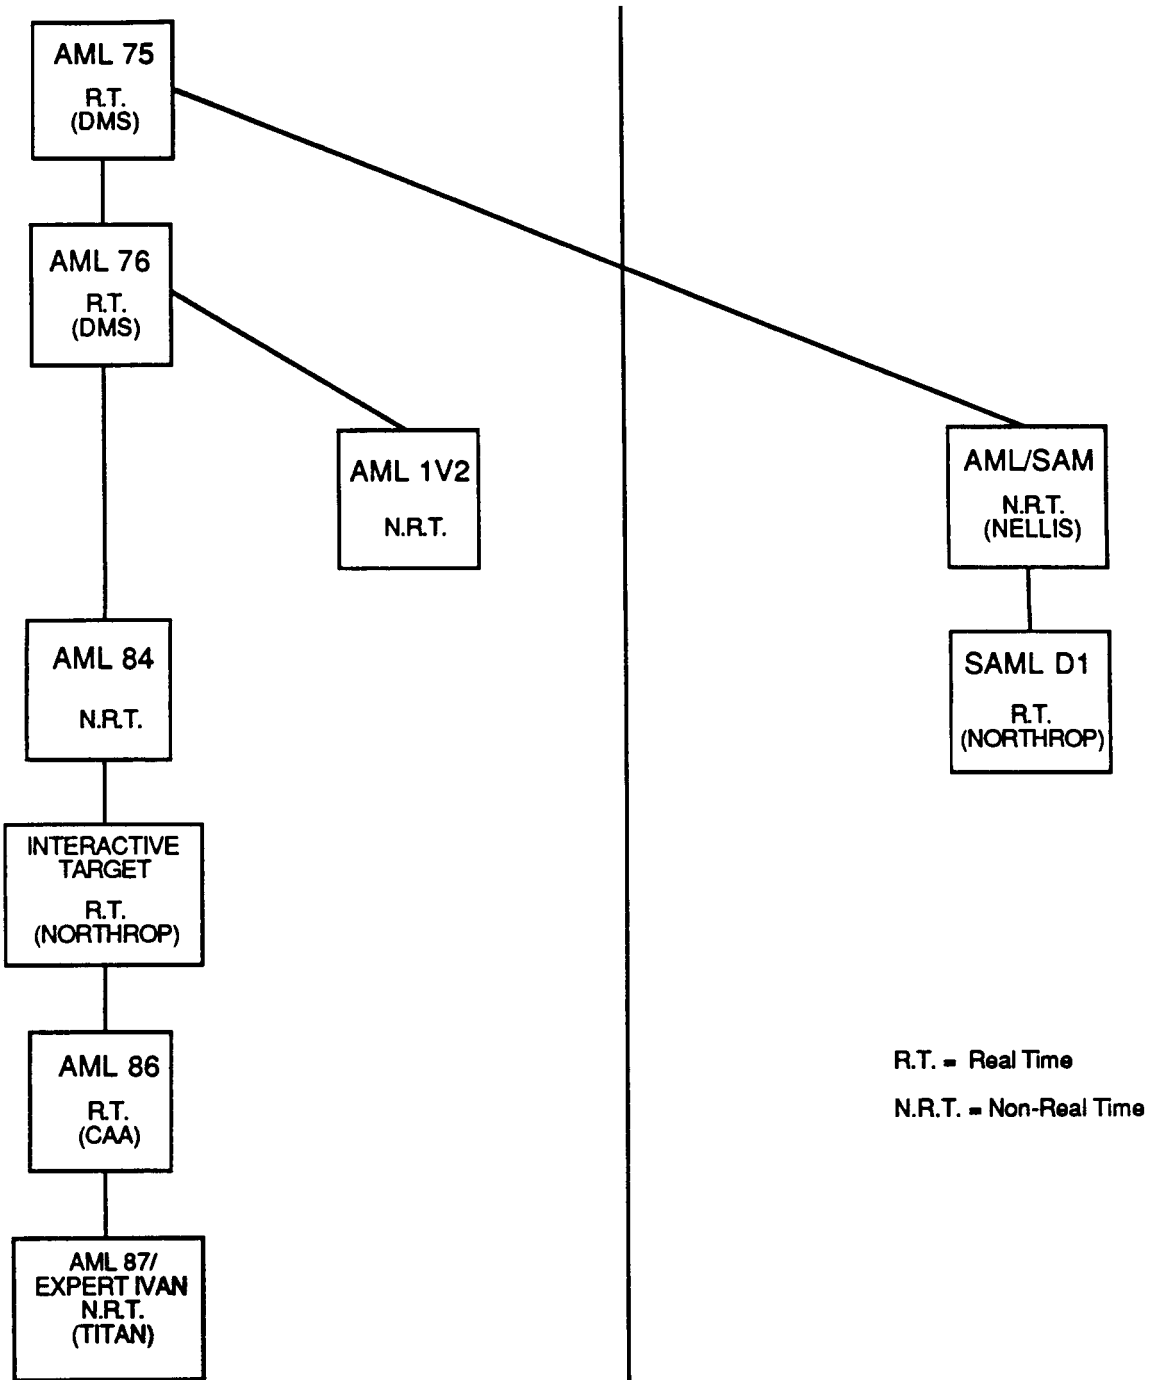 AML 75
R.T.
(DMS)
AML 76
R.T.
(DMS)
AML 1V2
N.R.T.
AML/SAM
N.R.T.
(NELLIS)
AML 84
N.R.T.
SAML D1
R.T.
(NORTHROP)
INTERACTIVE
TARGET
R.T.
(NORTHROP)
AML 86
R.T.
(CAA)
R.T. = Real Time
N.R.T. = Non-Real Time
AML 87/
EXPERT IVAN
N.R.T.
(TITAN)